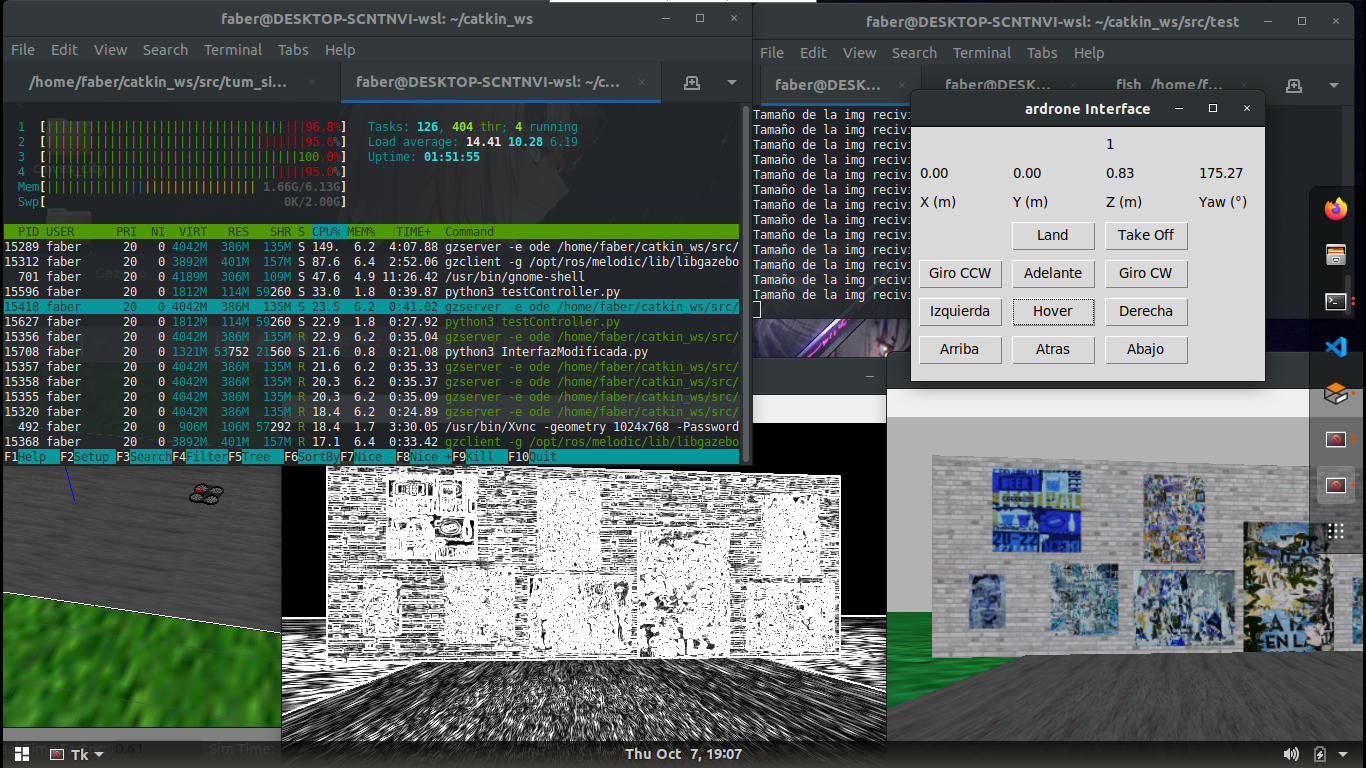 faber@DESKTOP-SCNTNVI-wsl: ~/catkin_ws
File Edit View Search Terminal Tabs Help
/home/faber/catkin_ws/src/tum_si...
faber@DESKTOP-SCNTNVI-wsl: ~/c...
1 [96.8%] Tasks: 126, 404 thr; 4 running
2 [95.6%] Load average: 14.41 10.28 6.19
3 [100.0%] Uptime: 01:51:55
4 [95.0%]
Mem[1.66G/6.13G]
Swp[0K/2.00G]
PID USER PRI NI VIRT RES SHR S CPU% MEM% TIME+ Command
15289 faber 20 0 4042M 386M 135M S 149. 6.2 4:07.88 gzserver -e ode /home/faber/catkin_ws/src/
15312 faber 20 0 3892M 401M 157M S 87.6 6.4 2:52.06 gzclient -g /opt/ros/melodic/lib/libgazebo
701 faber 20 0 4189M 306M 109M S 47.6 4.9 11:26.42 /usr/bin/gnome-shell
15596 faber 20 0 1812M 114M 59260 S 33.0 1.8 0:39.87 python3 testController.py
15418 faber 20 0 4042M 386M 135M S 23.5 6.2 0:41.02 gzserver -e ode /home/faber/catkin_ws/src/
15627 faber 20 0 1812M 114M 59260 S 22.9 1.8 0:27.92 python3 testController.py
15356 faber 20 0 4042M 386M 135M R 22.9 6.2 0:35.04 gzserver -e ode /home/faber/catkin_ws/src/
15708 faber 20 0 1321M 53752 21560 S 21.6 0.8 0:21.08 python3 InterfazModificada.py
15357 faber 20 0 4042M 386M 135M R 21.6 6.2 0:35.33 gzserver -e ode /home/faber/catkin_ws/src/
15358 faber 20 0 4042M 386M 135M R 20.3 6.2 0:35.37 gzserver -e ode /home/faber/catkin_ws/src/
15355 faber 20 0 4042M 386M 135M R 20.3 6.2 0:35.09 gzserver -e ode /home/faber/catkin_ws/src/
15320 faber 20 0 4042M 386M 135M R 18.4 6.2 0:24.89 gzserver -e ode /home/faber/catkin_ws/src/
492 faber 20 0 906M 106M 57292 R 18.4 1.7 3:30.05 /usr/bin/Xvnc -geometry 1024x768 -Password
15368 faber 20 0 3892M 401M 157M R 17.1 6.4 0:33.42 gzclient -g /opt/ros/melodic/lib/libgazebo
F1Help F2Setup F3Search F4Filter F5Tree F6SortBy F7Nice - F8Nice + F9Kill F10Quit
faber@DESKTOP-SCNTNVI-wsl: ~/catkin_ws/src/test
File Edit View Search Terminal Tabs Help
faber@DESK...
faber@DESK...
fish /home/f...
Tamaño de la img recivi
Tamaño de la img recivi
Tamaño de la img recivi
Tamaño de la img recivi
Tamaño de la img recivi
Tamaño de la img recivi
Tamaño de la img recivi
Tamaño de la img recivi
Tamaño de la img recivi
Tamaño de la img recivi
Tamaño de la img recivi
Tamaño de la img recivi
Tamaño de la img recivi
ardrone Interface
1
0.00 0.00 0.83 175.27
X (m) Y (m) Z (m) Yaw (°)
Land Take Off
Giro CCW Adelante Giro CW
Izquierda Hover Derecha
Arriba Atras Abajo
BEER
20-22
EN LA
0.61 Sim Time:
Tk
Thu Oct 7, 19:07